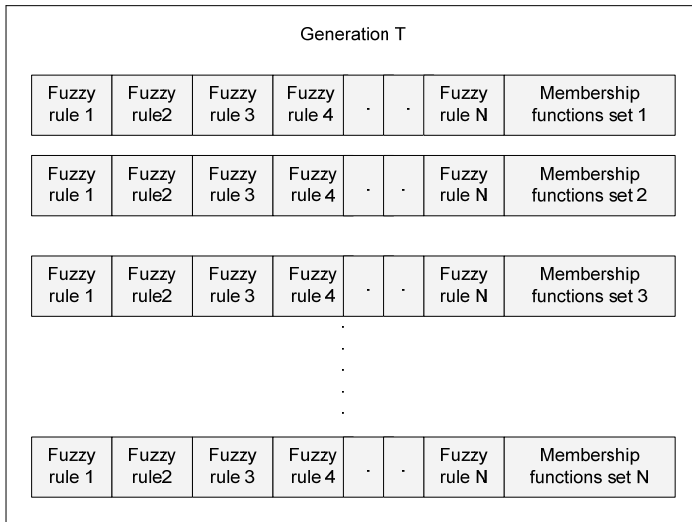 Generation T
Fuzzy rule 1 Fuzzy rule2 Fuzzy rule 3 Fuzzy rule 4 . . Fuzzy rule N Membership functions set 1
Fuzzy rule 1 Fuzzy rule2 Fuzzy rule 3 Fuzzy rule 4 . . Fuzzy rule N Membership functions set 2
Fuzzy rule 1 Fuzzy rule2 Fuzzy rule 3 Fuzzy rule 4 . . Fuzzy rule N Membership functions set 3
.
.
.
.
.
Fuzzy rule 1 Fuzzy rule2 Fuzzy rule 3 Fuzzy rule 4 . . Fuzzy rule N Membership functions set N